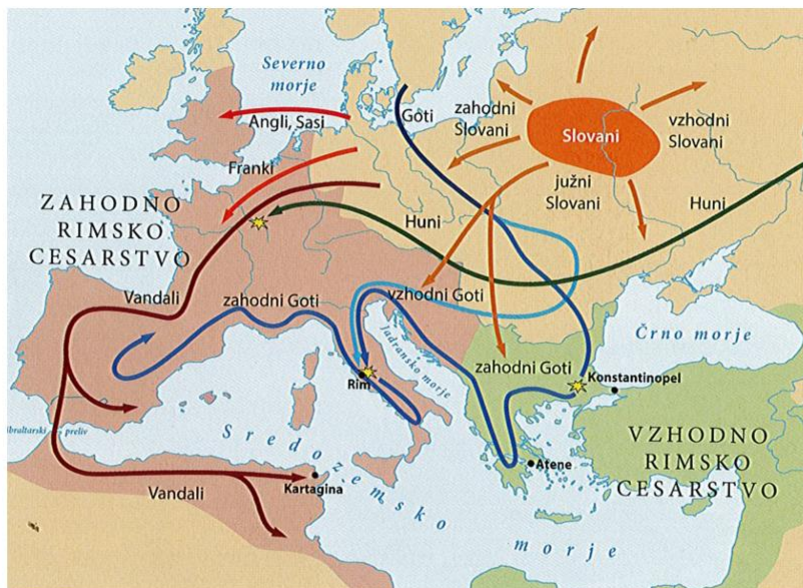 Severno
morje
Angli, Sasi
Goti
zahodni
Slovani
Slovani
vzhodni
Slovani
južni
Slovani
Franki
ZAHODNO
RIMSKO
CESARSTVO
Huni
Huni
Vandali
zahodni Goti
vzhodni Goti
Jadransko morje
Črno morje
zahodni Goti
Rim
Konstantinopel
Gibraltarski preliv
Sredozemsko
morje
Atene
VZHODNO
RIMSKO
CESARSTVO
Vandali
Kartagina